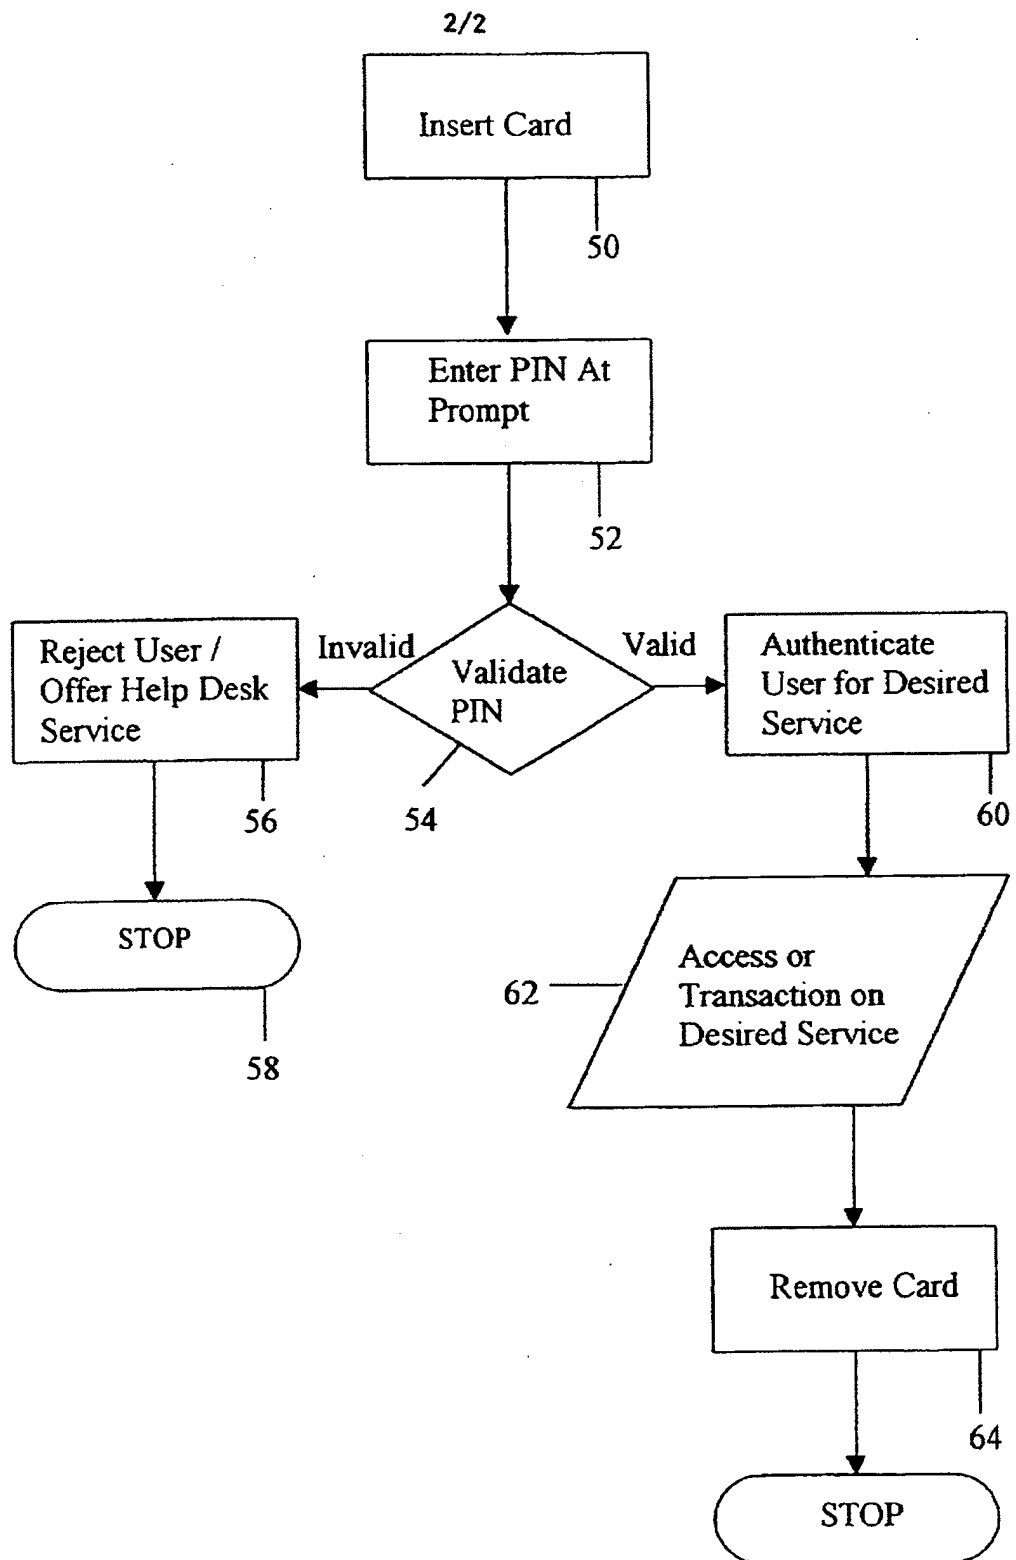 2/2
Insert Card
50
Enter PIN At
Prompt
52
Invalid
Validate
PIN
Valid
54
Reject User /
Offer Help Desk
Service
56
STOP
58
Authenticate
User for Desired
Service
60
Access or
Transaction on
Desired Service
62
Remove Card
64
STOP